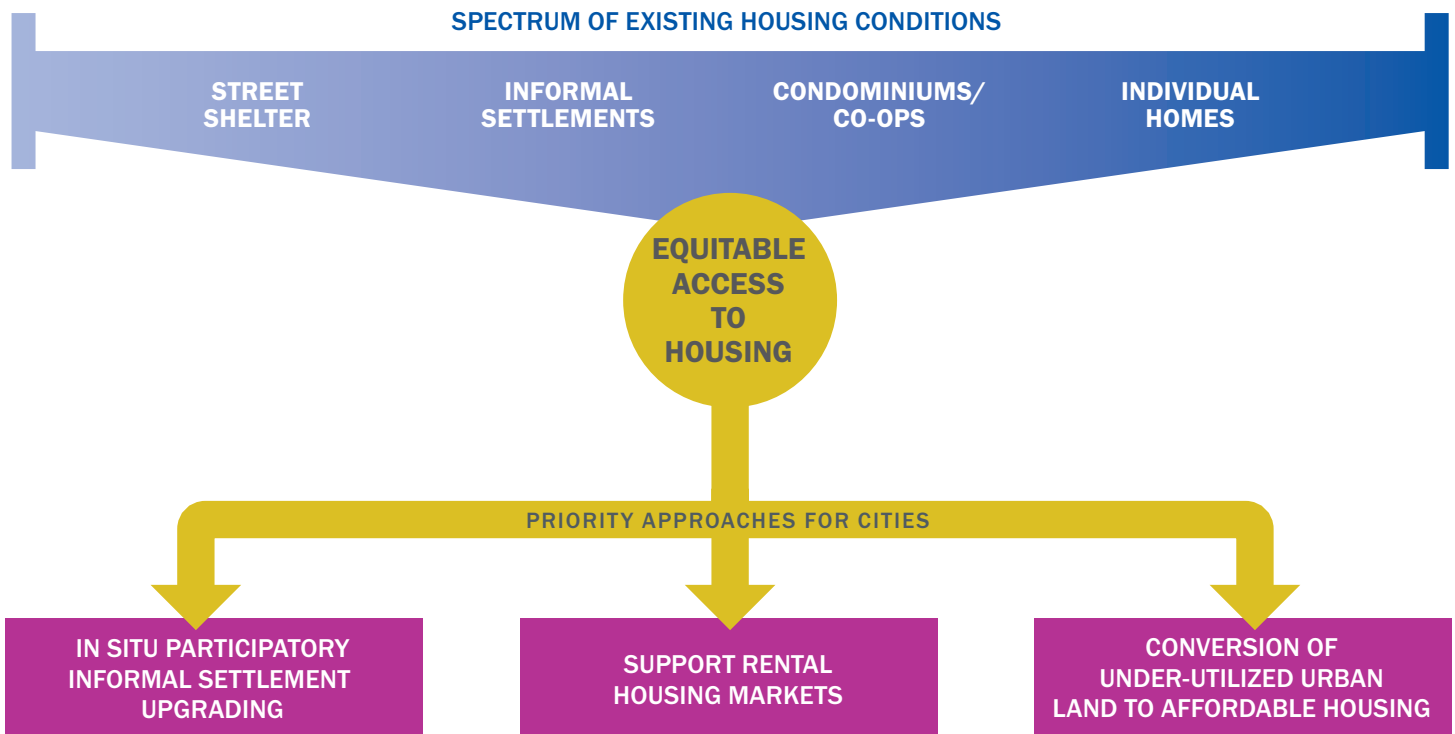 SPECTRUM OF EXISTING HOUSING CONDITIONS
STREET
SHELTER
INFORMAL
SETTLEMENTS
CONDOMINIUMS/
CO-OPS
INDIVIDUAL
HOMES
EQUITABLE
ACCESS
TO
HOUSING
PRIORITY APPROACHES FOR CITIES
IN SITU PARTICIPATORY
INFORMAL SETTLEMENT
UPGRADING
SUPPORT RENTAL
HOUSING MARKETS
CONVERSION OF
UNDER-UTILIZED URBAN
LAND TO AFFORDABLE HOUSING